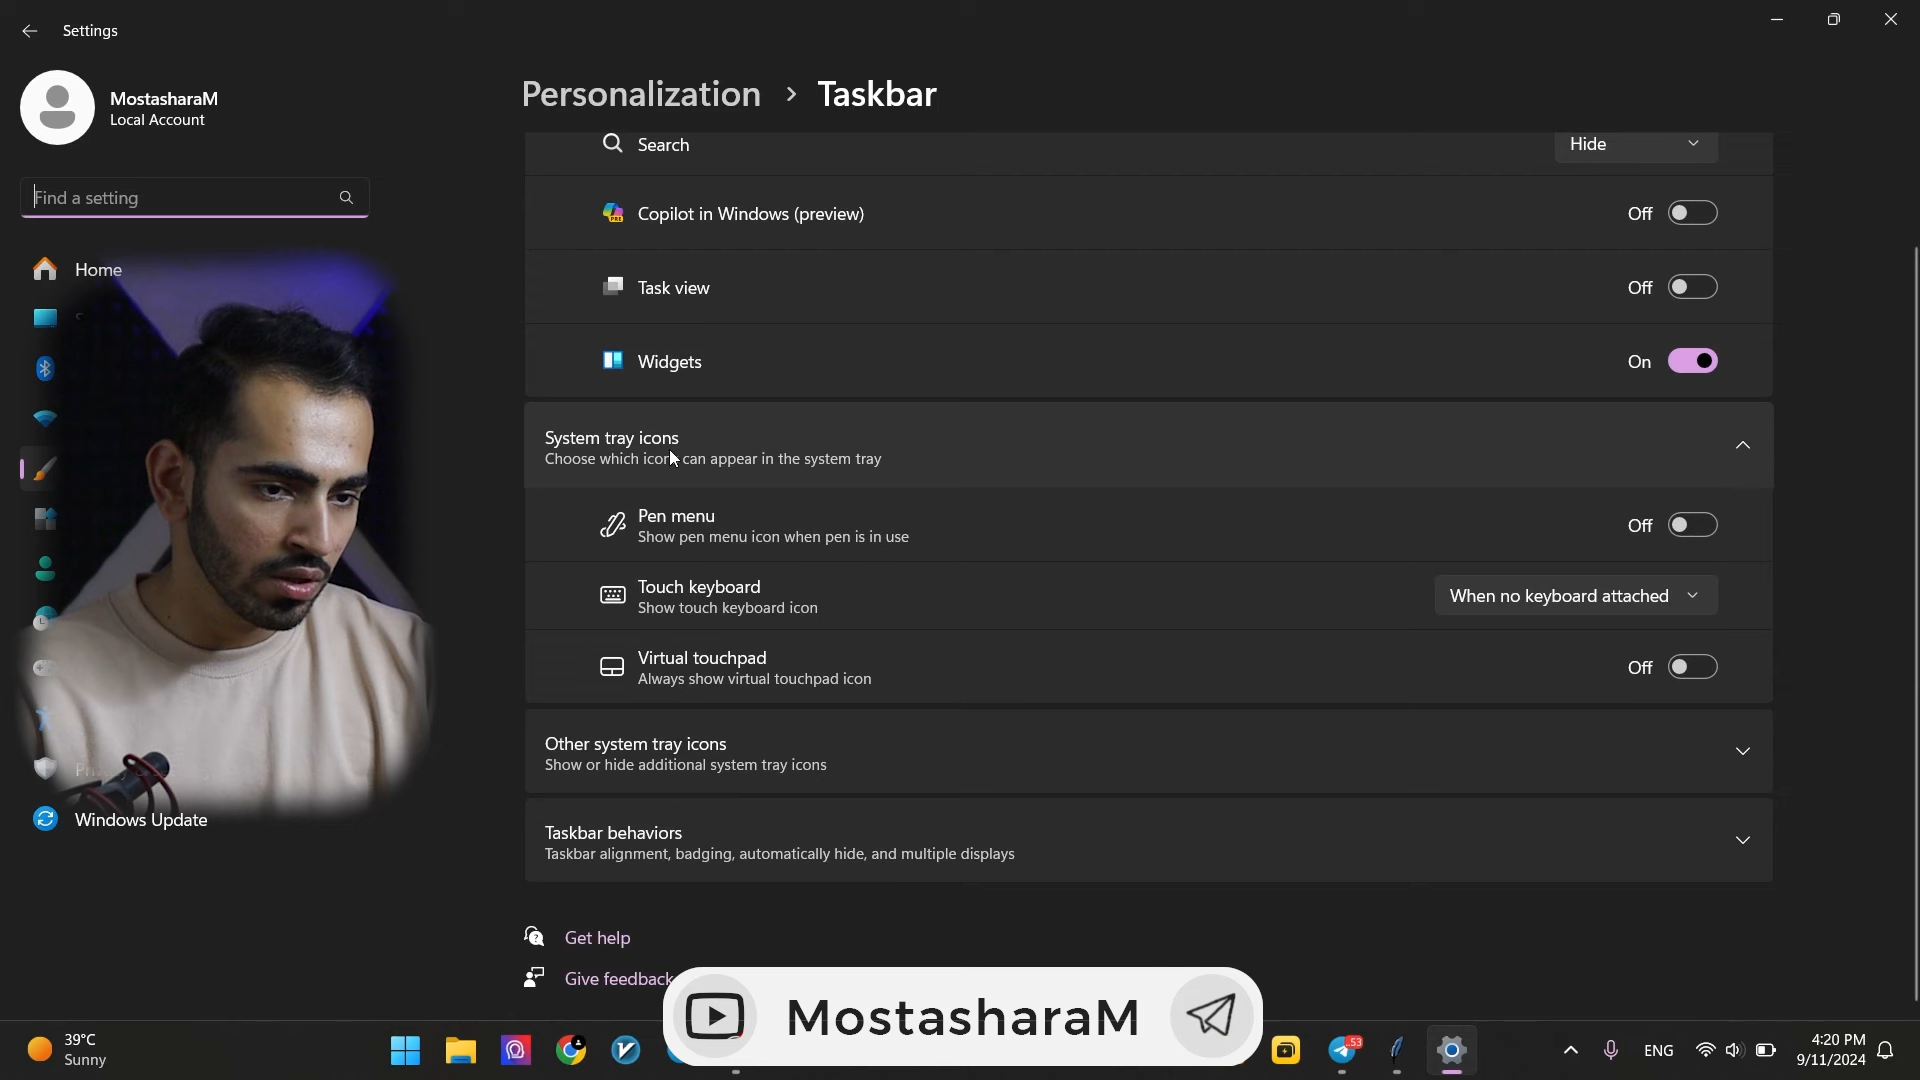 Settings
MostasharaM
Local Account
Find a setting
Home
Windows Update
Personalization > Taskbar
Search
Hide
Copilot in Windows (preview)
Off
Task view
Off
Widgets
On
System tray icons
Choose which icons can appear in the system tray
Pen menu
Show pen menu icon when pen is in use
Off
Touch keyboard
Show touch keyboard icon
When no keyboard attached
Virtual touchpad
Always show virtual touchpad icon
Off
Other system tray icons
Show or hide additional system tray icons
Taskbar behaviors
Taskbar alignment, badging, automatically hide, and multiple displays
Get help
Give feedback
MostasharaM
39°C
Sunny
53
ENG
4:20 PM
9/11/2024